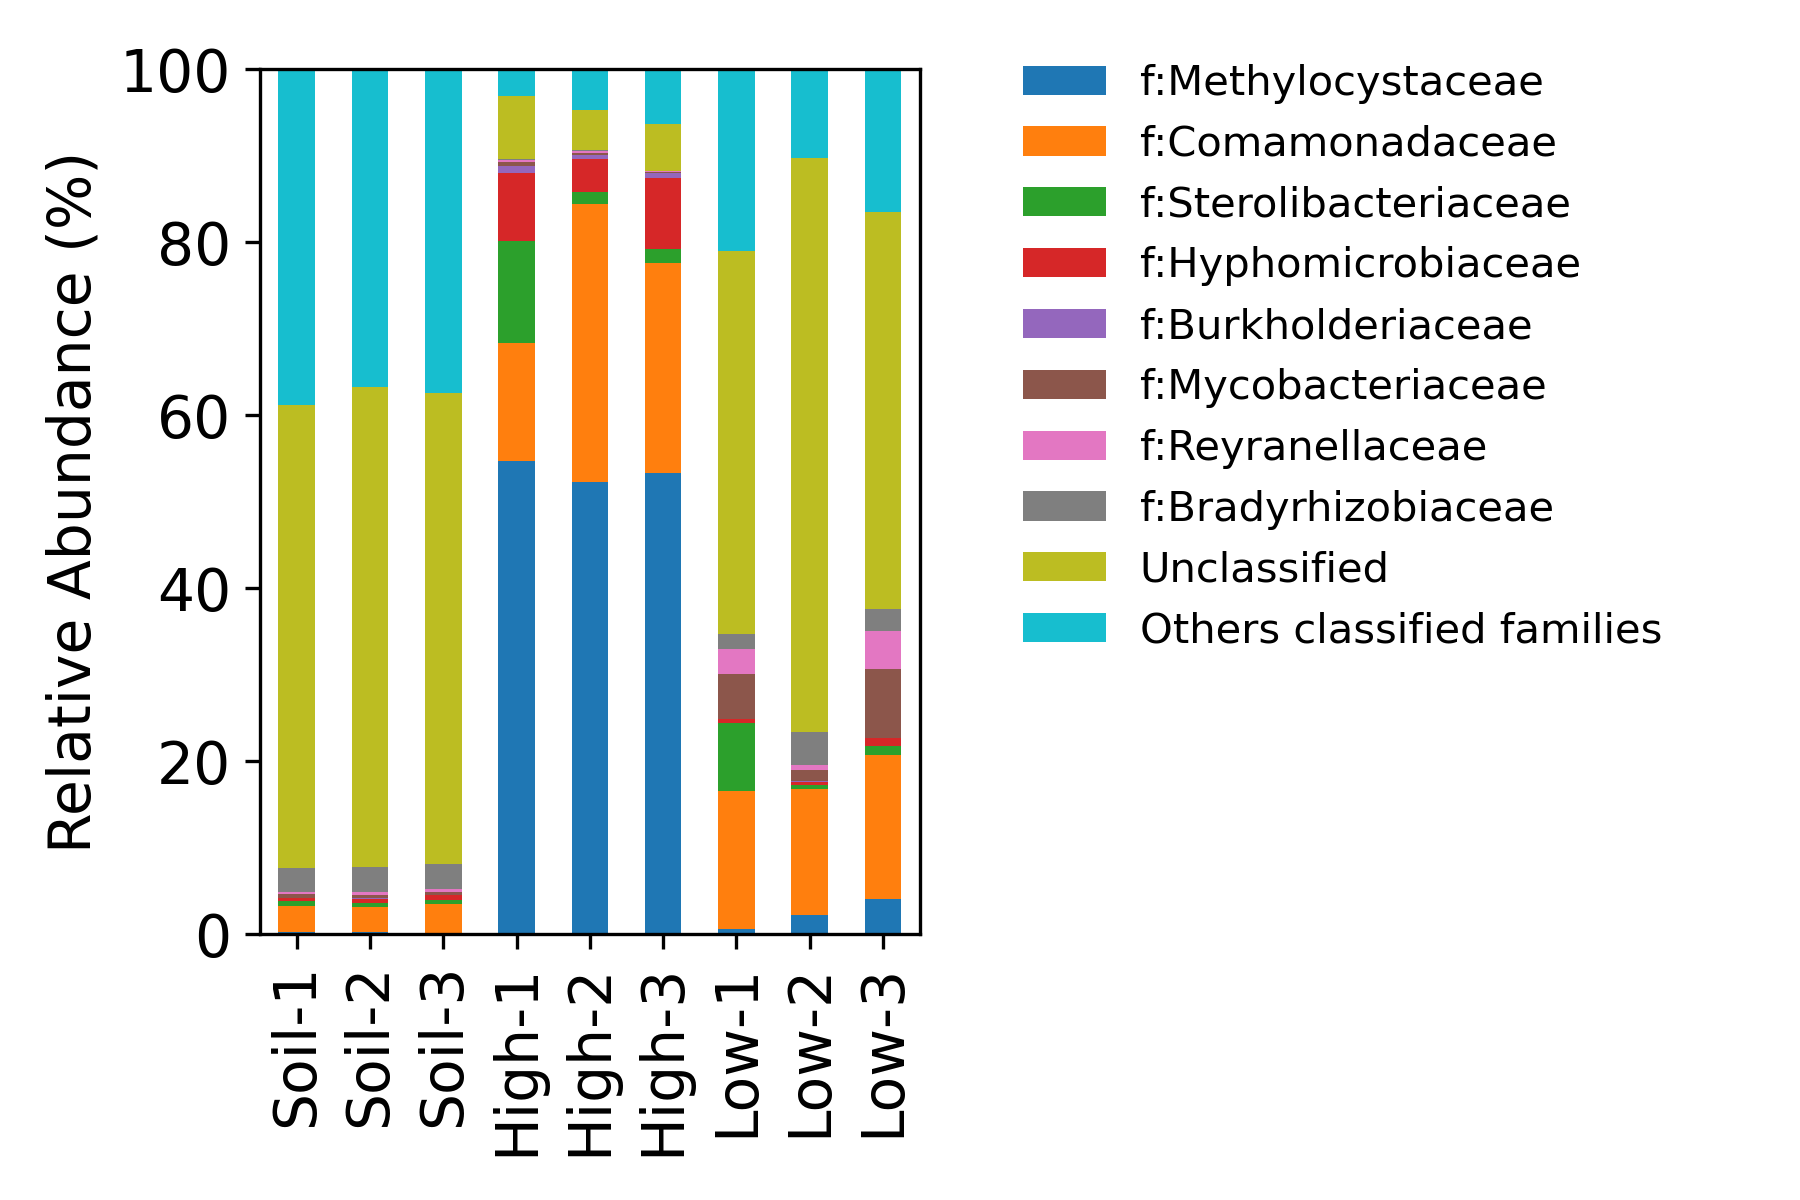 Relative Abundance (%)
100
80
60
40
20
0
Soil-1
Soil-2
Soil-3
High-1
High-2
High-3
Low-1
Low-2
Low-3
f:Methylocystaceae
f:Comamonadaceae
f:Sterolibacteriaceae
f:Hyphomicrobiaceae
f:Burkholderiaceae
f:Mycobacteriaceae
f:Reyranellaceae
f:Bradyrhizobiaceae
Unclassified
Others classified families